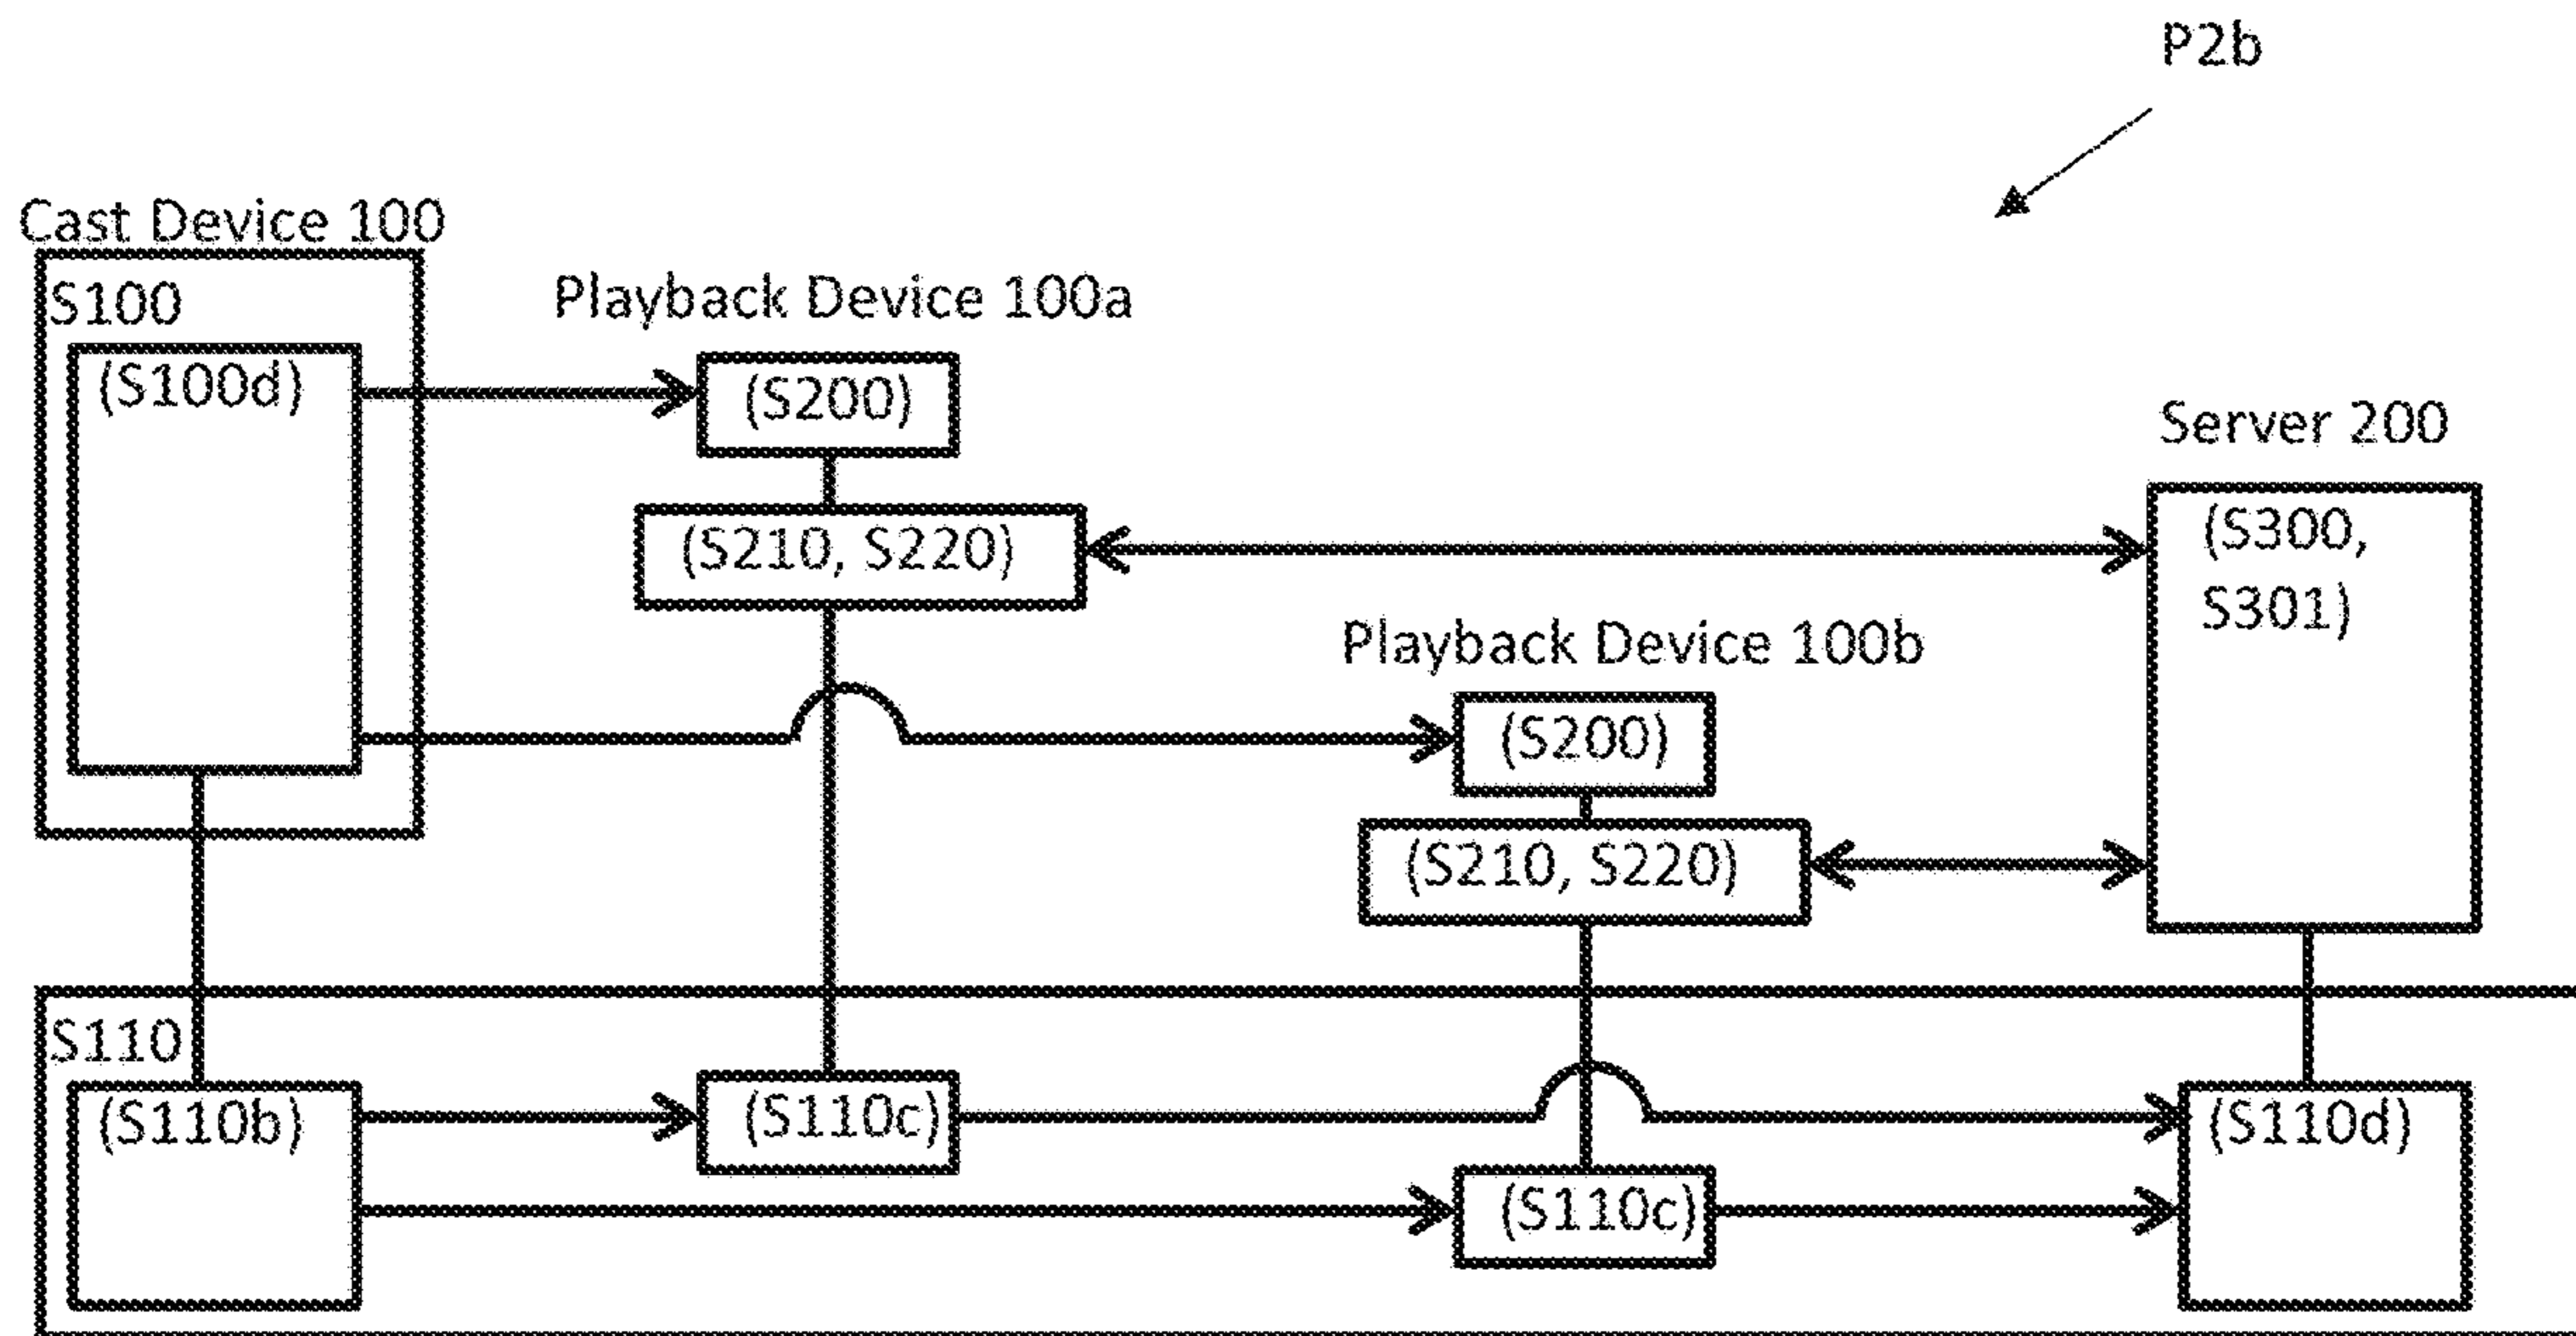 P2b
Cast Device 100
S100
(S100d)
Playback Device 100a
(S200)
(S210, S220)
Server 200
(S300,
S301)
Playback Device 100b
(S200)
(S210, S220)
S110
(S110b)
(S110c)
(S110c)
(S110d)